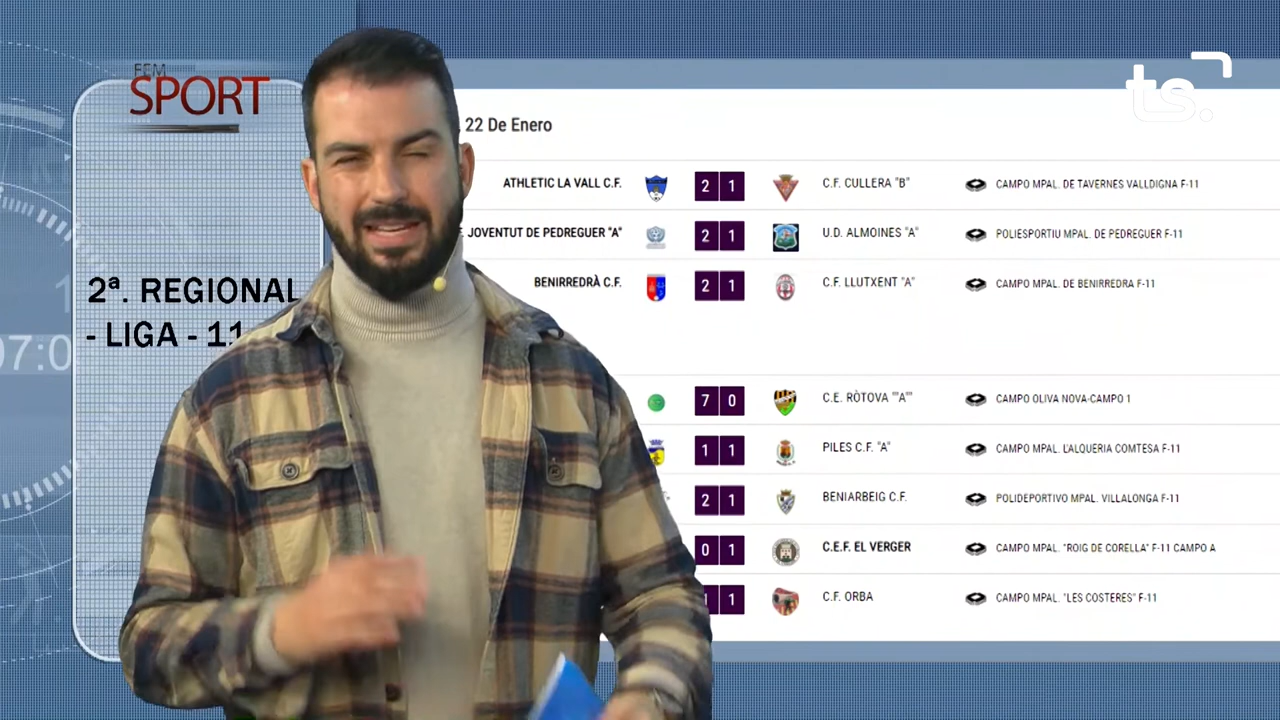 FEM
SPORT
ts.
22 De Enero
2ª. REGIONAL
- LIGA - 11
07:0
ATHLETIC LA VALL C.F. 2 1 C.F. CULLERA "B" CAMPO MPAL. DE TAVERNES VALLDIGNA F-11
JOVENTUT DE PEDREGUER "A" 2 1 U.D. ALMOINES "A" POLIESPORTIU MPAL. DE PEDREGUER F-11
BENIRREDRÀ C.F. 2 1 C.F. LLUTXENT "A" CAMPO MPAL. DE BENIRREDRA F-11
7 0 C.E. RÒTOVA ""A"" CAMPO OLIVA NOVA-CAMPO 1
1 1 PILES C.F. "A" CAMPO MPAL. L'ALQUERIA COMTESA F-11
2 1 BENIARBEIG C.F. POLIDEPORTIVO MPAL. VILLALONGA F-11
0 1 C.E.F. EL VERGER CAMPO MPAL. "ROIG DE CORELLA" F-11 CAMPO A
1 C.F. ORBA CAMPO MPAL. "LES COSTERES" F-11